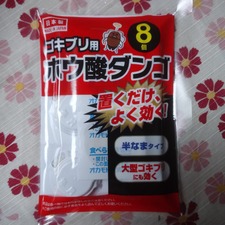 日本製
8個
ゴキブリ用
ホウ酸ダンゴ
置くだけ、
よく効く!
半なまタイプ
大型ゴキブリ
にも効く